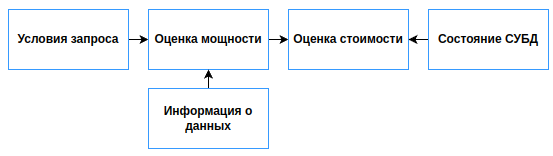 Условия запроса
Оценка мощности
Оценка стоимости
Состояние СУБД
Информация о
данных